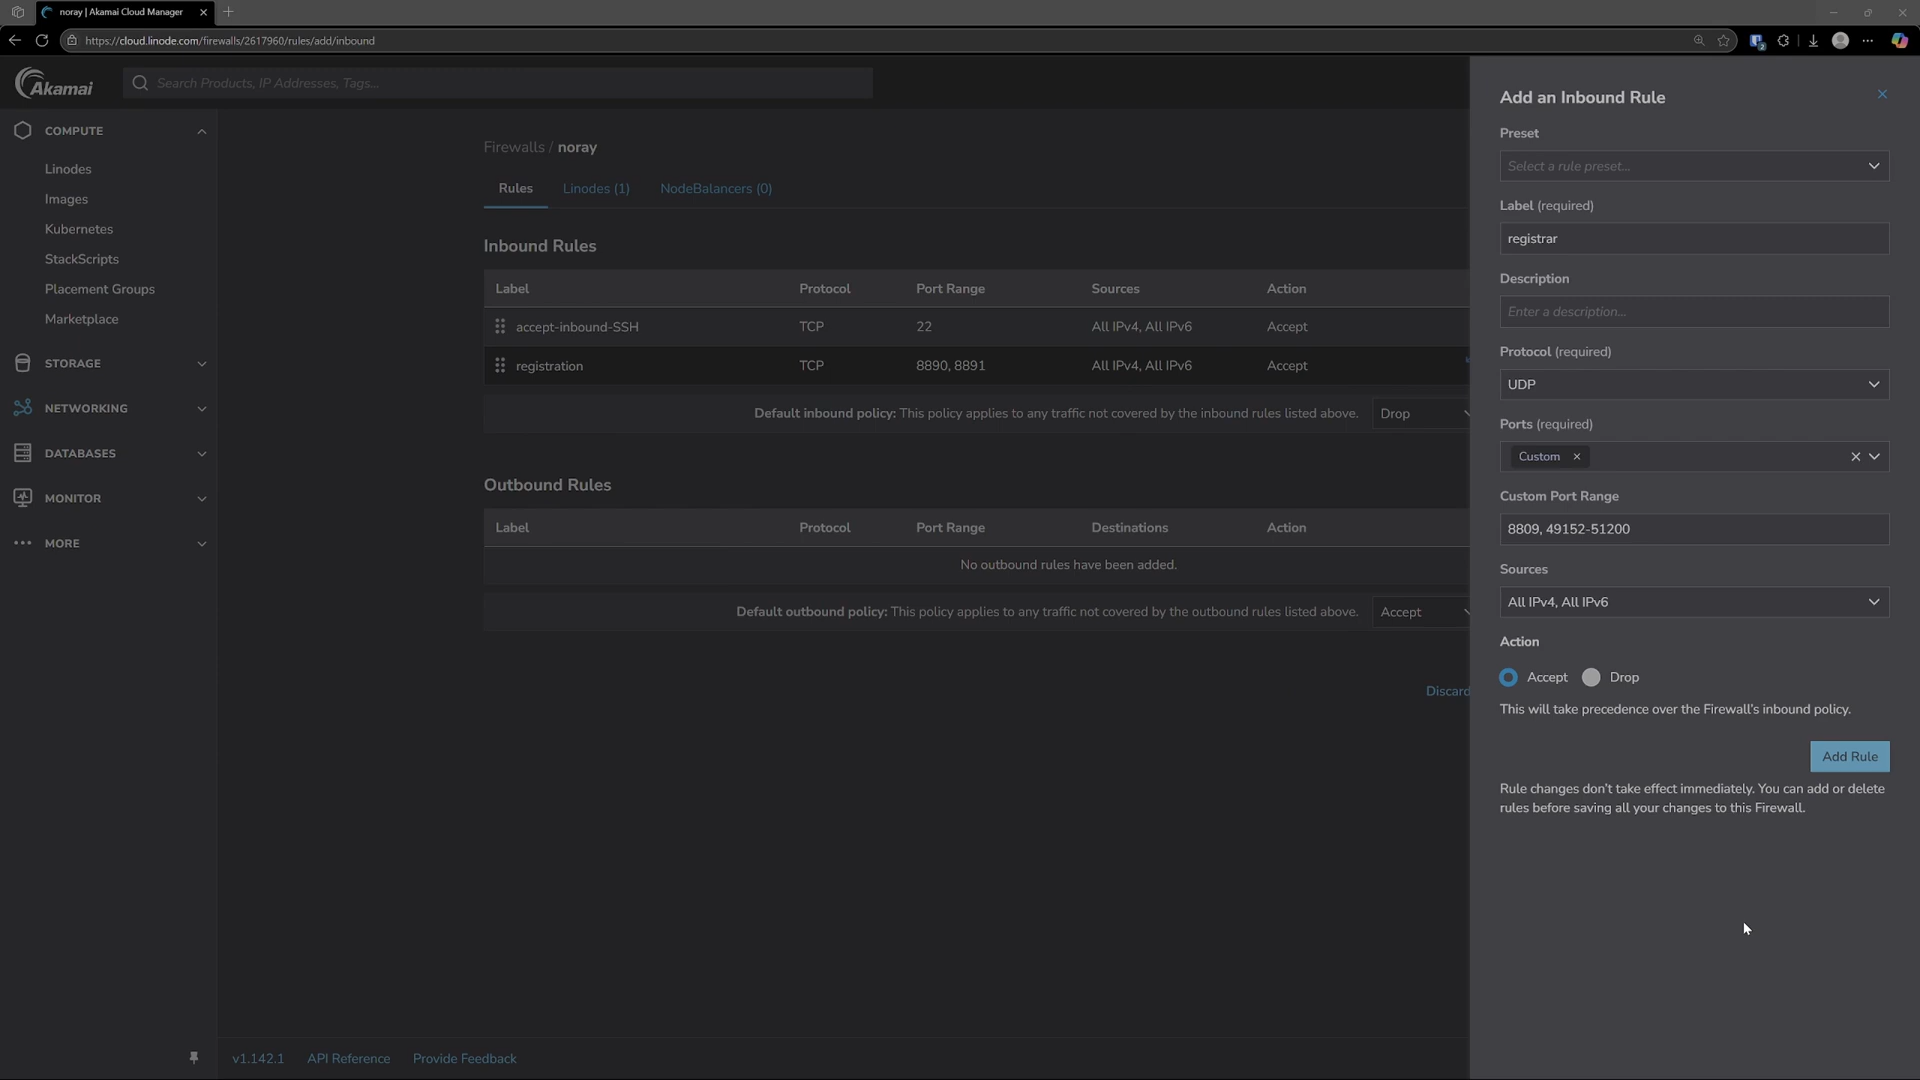 noray | Akamai Cloud Manager
https://cloud.linode.com/firewalls/2617960/rules/add/inbound
Akamai
Search Products, IP Addresses, Tags...
COMPUTE
Linodes
Images
Kubernetes
StackScripts
Placement Groups
Marketplace
STORAGE
NETWORKING
DATABASES
MONITOR
MORE
Firewalls / noray
Rules Linodes (1) NodeBalancers (0)
Inbound Rules
Label Protocol Port Range Sources Action
accept-inbound-SSH TCP 22 All IPv4, All IPv6 Accept
registration TCP 8890, 8891 All IPv4, All IPv6 Accept
Default inbound policy: This policy applies to any traffic not covered by the inbound rules listed above. Drop
Outbound Rules
Label Protocol Port Range Destinations Action
No outbound rules have been added.
Default outbound policy: This policy applies to any traffic not covered by the outbound rules listed above. Accept
Discard
v1.142.1 API Reference Provide Feedback
Add an Inbound Rule
Preset
Select a rule preset...
Label (required)
registrar
Description
Enter a description...
Protocol (required)
UDP
Ports (required)
Custom
Custom Port Range
8809, 49152-51200
Sources
All IPv4, All IPv6
Action
Accept Drop
This will take precedence over the Firewall's inbound policy.
Add Rule
Rule changes don't take effect immediately. You can add or delete
rules before saving all your changes to this Firewall.